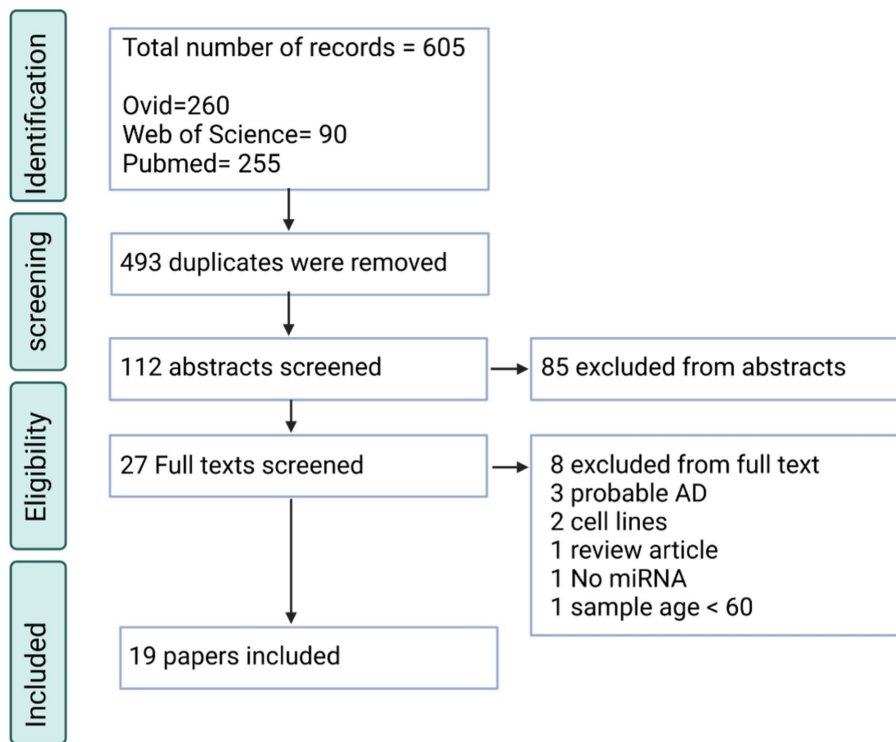 Identification
Total number of records = 605
Ovid=260
Web of Science= 90
Pubmed= 255
screening
493 duplicates were removed
112 abstracts screened
85 excluded from abstracts
Eligibility
27 Full texts screened
8 excluded from full text
3 probable AD
2 cell lines
1 review article
1 No miRNA
1 sample age < 60
Included
19 papers included